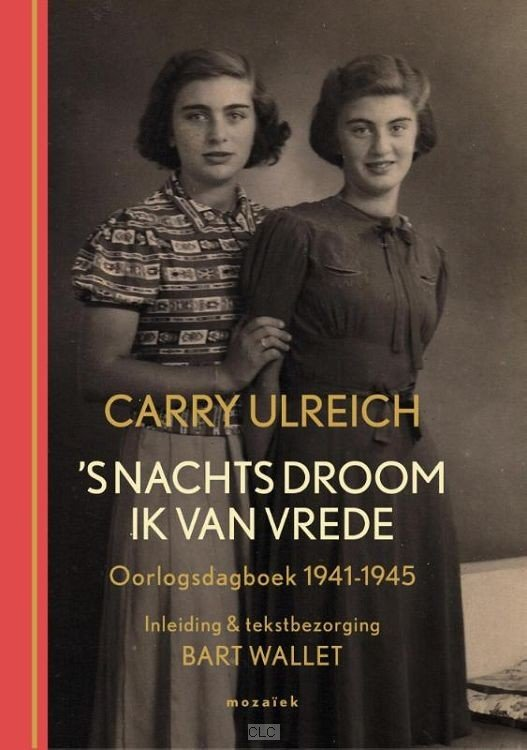 CARRY ULREICH
'S NACHTS DROOM
IK VAN VREDE
Oorlogsdagboek 1941-1945
Inleiding & tekstbezorging
BART WALLET
mozaïek
CLC